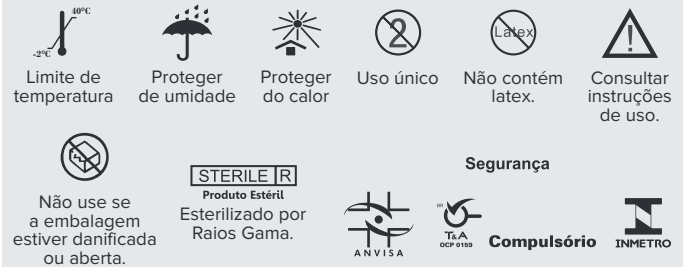 40°C
-2°C
Limite de
temperatura
Proteger
de umidade
Proteger
do calor
2
Uso único
Latex
Não contém
latex.
!
Consultar
instruções
de uso.
Não use se
a embalagem
estiver danificada
ou aberta.
STERILE R
Produto Estéril
Esterilizado por
Raios Gama.
ANVISA
Segurança
BR
T&A
OCP 0159
Compulsório
INMETRO